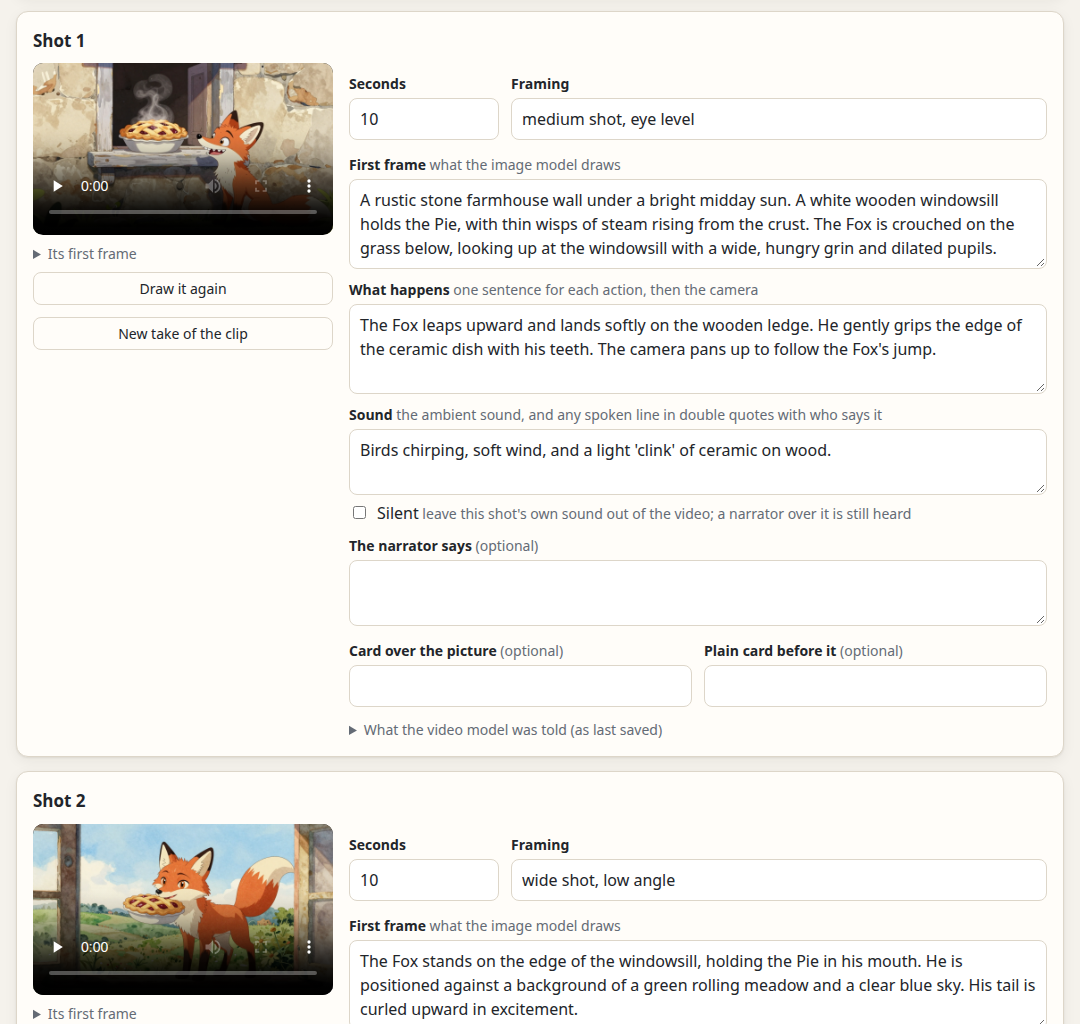 Shot 1
0:00
Its first frame
Draw it again
New take of the clip
Seconds
Framing
10
medium shot, eye level
First frame what the image model draws
A rustic stone farmhouse wall under a bright midday sun. A white wooden windowsill
holds the Pie, with thin wisps of steam rising from the crust. The Fox is crouched on the
grass below, looking up at the windowsill with a wide, hungry grin and dilated pupils.
What happens one sentence for each action, then the camera
The Fox leaps upward and lands softly on the wooden ledge. He gently grips the edge of
the ceramic dish with his teeth. The camera pans up to follow the Fox's jump.
Sound the ambient sound, and any spoken line in double quotes with who says it
Birds chirping, soft wind, and a light 'clink' of ceramic on wood.
Silent leave this shot's own sound out of the video; a narrator over it is still heard
The narrator says (optional)
Card over the picture (optional)
Plain card before it (optional)
What the video model was told (as last saved)
Shot 2
0:00
Its first frame
Seconds
Framing
10
wide shot, low angle
First frame what the image model draws
The Fox stands on the edge of the windowsill, holding the Pie in his mouth. He is
positioned against a background of a green rolling meadow and a clear blue sky. His tail is
curled upward in excitement.